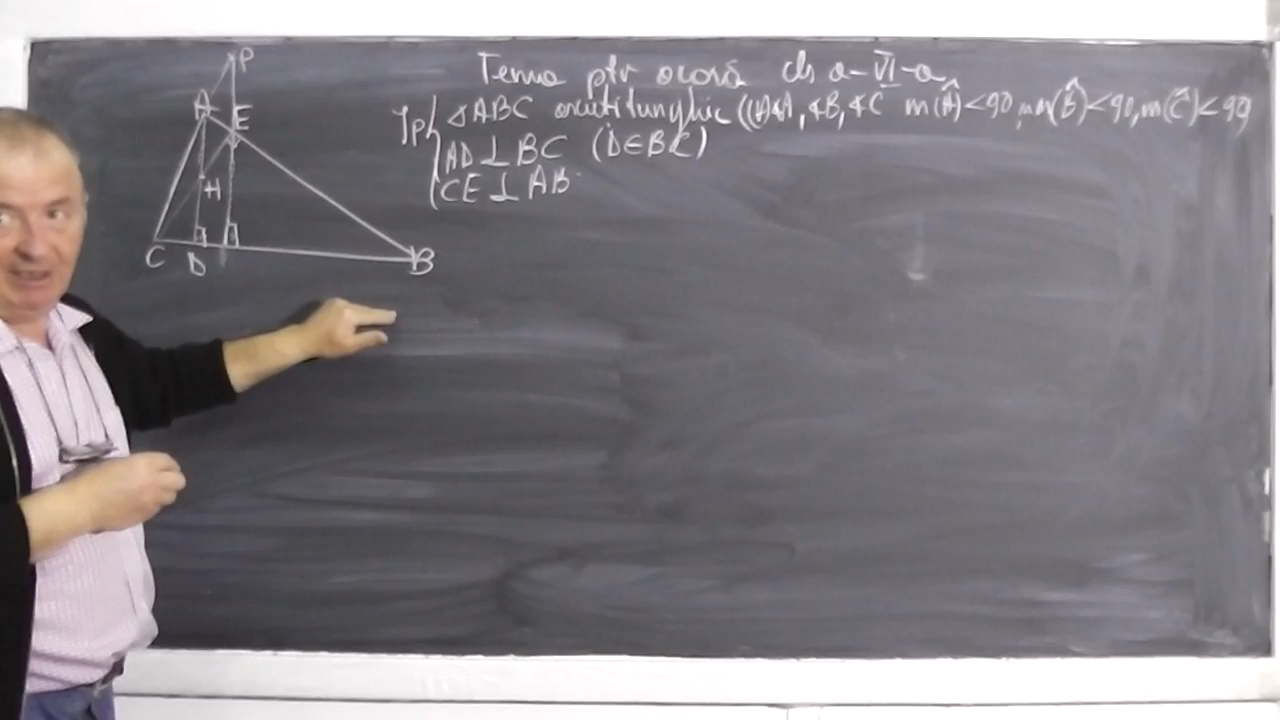 Tema ptr acasă cls a-VI-a
P
A
E
H
C
D
B
Ip
∢ABC ascuțitunghic (∢A, ∢B, ∢C m(Â)<90, m(B̂)<90, m(Ĉ)<90
AD ⊥ BC (D∈BC)
CE ⊥ AB